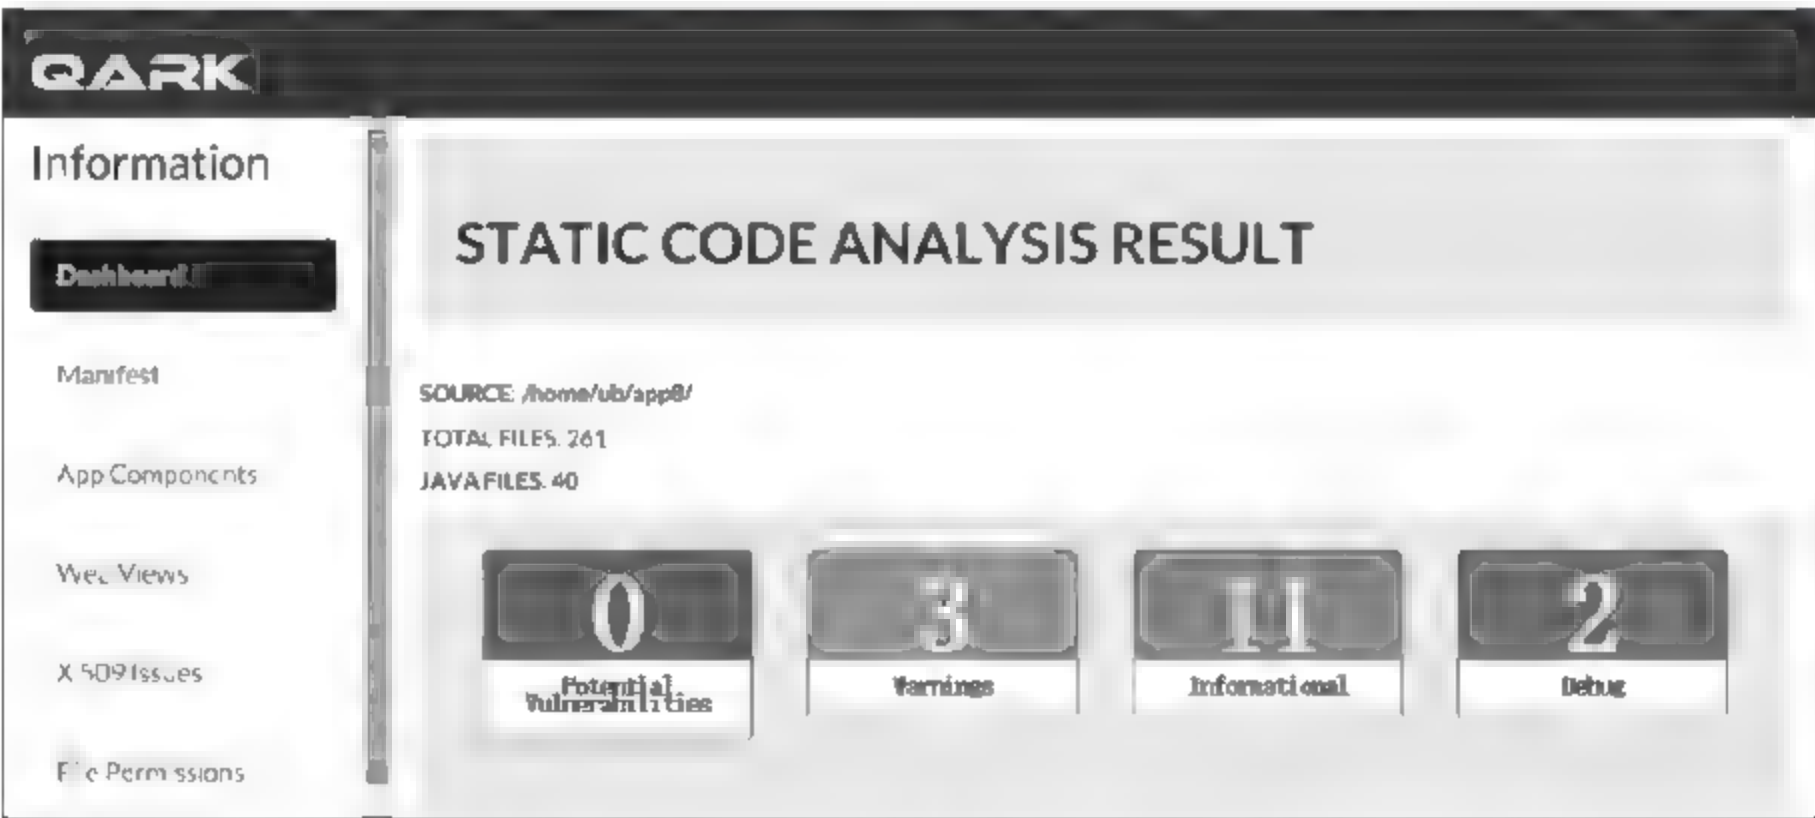 QARK
Information
Dashboard
Manifest
App Components
Web Views
X.509 Issues
File Permissions
STATIC CODE ANALYSIS RESULT
SOURCE: /home/ub/app8/
TOTAL FILES: 261
JAVA FILES: 40
0
Potential
Vulnerabilities
3
Warnings
11
Informational
2
Debug